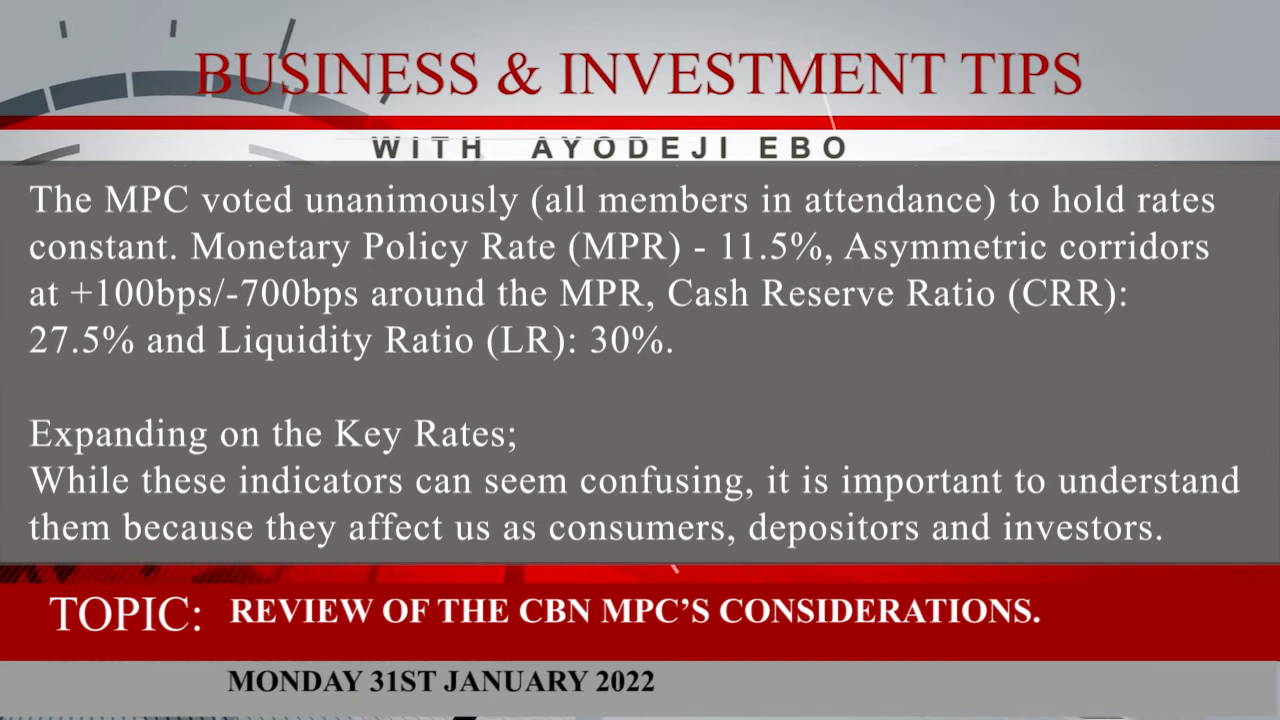 BUSINESS & INVESTMENT TIPS
WITH AYODEJI EBO
The MPC voted unanimously (all members in attendance) to hold rates
constant. Monetary Policy Rate (MPR) - 11.5%, Asymmetric corridors
at +100bps/-700bps around the MPR, Cash Reserve Ratio (CRR):
27.5% and Liquidity Ratio (LR): 30%.
Expanding on the Key Rates;
While these indicators can seem confusing, it is important to understand
them because they affect us as consumers, depositors and investors.
TOPIC: REVIEW OF THE CBN MPC’S CONSIDERATIONS.
MONDAY 31ST JANUARY 2022